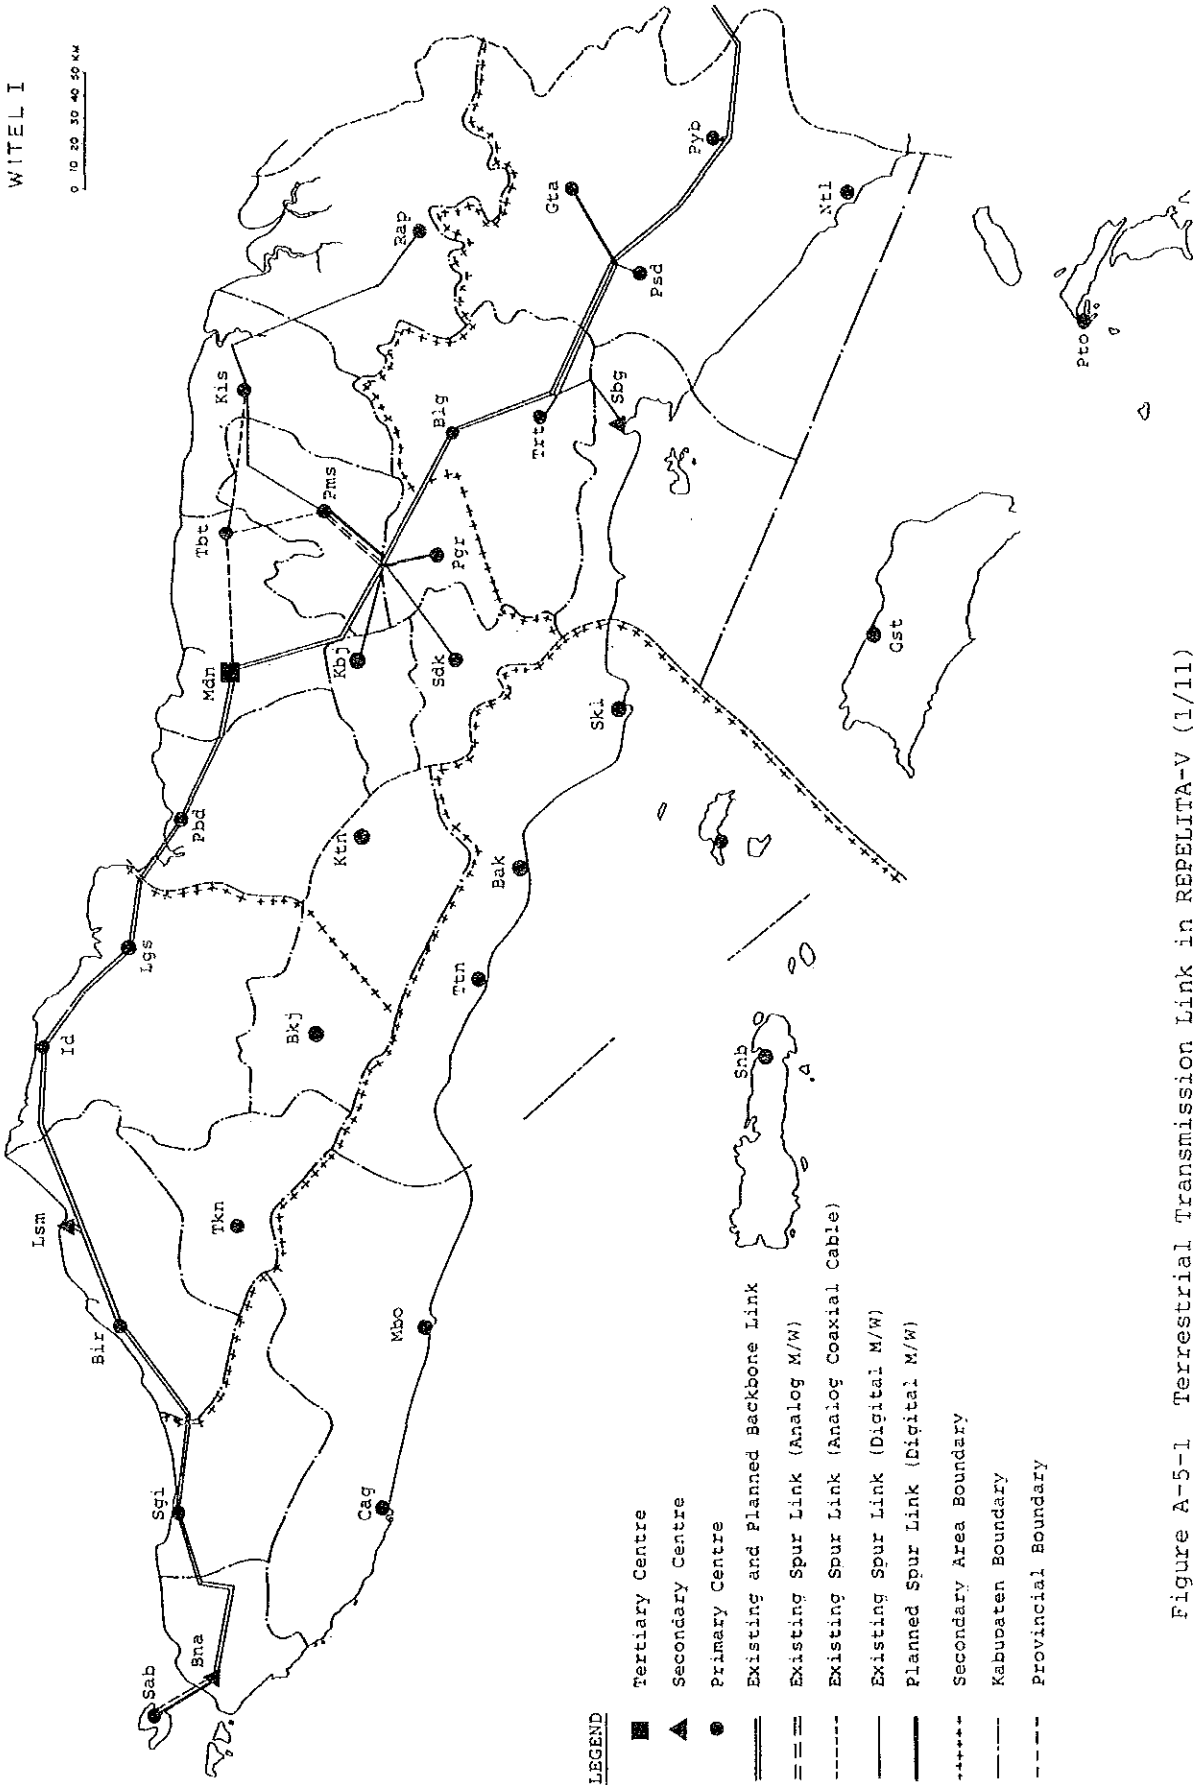 WITEL I
0 10 20 30 40 50 KM
Sab
Bna
Sgi
Bir
Lsm
Id
Lgs
Pbd
Mdn
Tbt
Kis
Rap
Pms
Kbj
Sdk
Pgr
Blg
Trt
Sbg
Gta
Psd
Pyb
Ntl
Pto
Gst
Ktn
Bkj
Tkn
Cag
Mbo
Ttn
Bak
Ski
Snb
LEGEND
Tertiary Centre
Secondary Centre
Primary Centre
Existing and Planned Backbone Link
Existing Spur Link (Analog M/W)
Existing Spur Link (Analog Coaxial Cable)
Existing Spur Link (Digital M/W)
Planned Spur Link (Digital M/W)
Secondary Area Boundary
Kabupaten Boundary
Provincial Boundary
Figure A-5-1 Terrestrial Transmission Link in REPELITA-V (1/11)